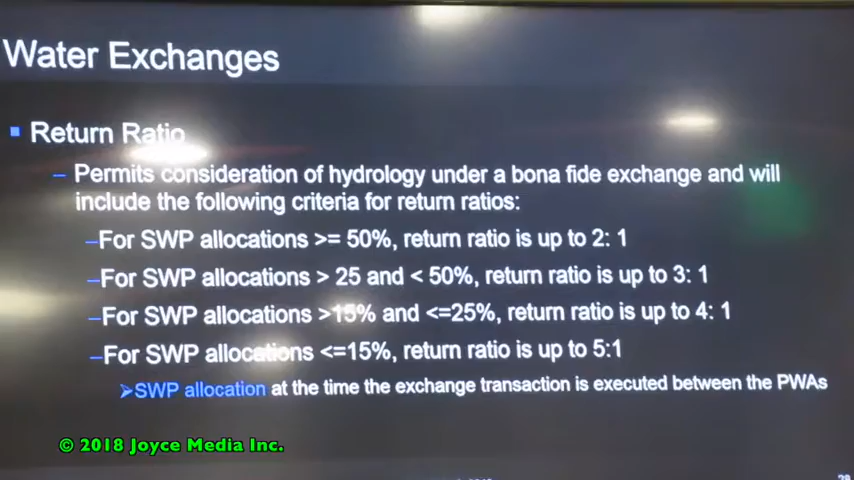 Water Exchanges
Return Ratio
– Permits consideration of hydrology under a bona fide exchange and will
include the following criteria for return ratios:
–For SWP allocations >= 50%, return ratio is up to 2: 1
–For SWP allocations > 25 and < 50%, return ratio is up to 3: 1
–For SWP allocations >15% and <=25%, return ratio is up to 4: 1
–For SWP allocations <=15%, return ratio is up to 5:1
➢SWP allocation at the time the exchange transaction is executed between the PWAs
© 2018 Joyce Media Inc.